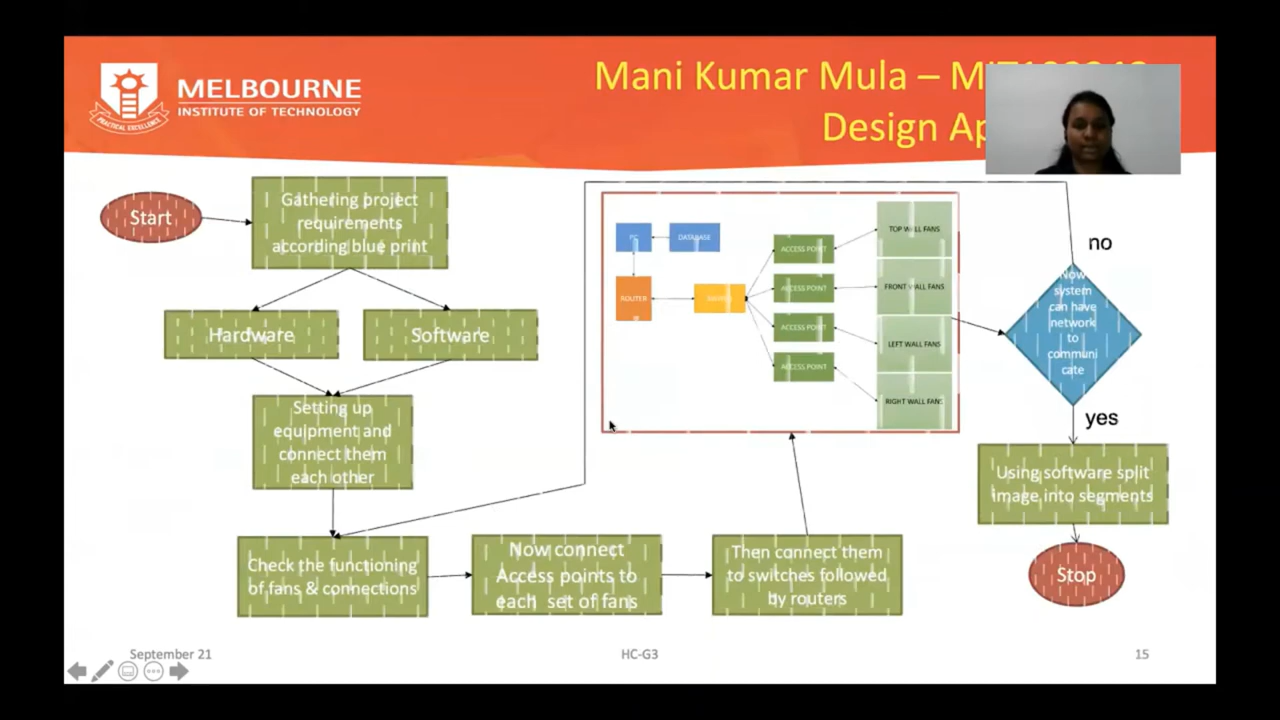 MELBOURNE
INSTITUTE OF TECHNOLOGY
PRACTICAL EXCELLENCE
Mani Kumar Mula –
Design
Start
Gathering project
requirements
according blue print
Hardware
Software
Setting up
equipment and
connect them
each other
Check the functioning
of fans & connections
Now connect
Access points to
each set of fans
Then connect them
to switches followed
by routers
PC
DATABASE
ROUTER
ACCESS POINT
ACCESS POINT
ACCESS POINT
ACCESS POINT
TOP WALL FANS
FRONT WALL FANS
LEFT WALL FANS
RIGHT WALL FANS
no
Now
system
can have
network
to
communi
cate
yes
Using software split
image into segments
Stop
September 21
HC-G3
15